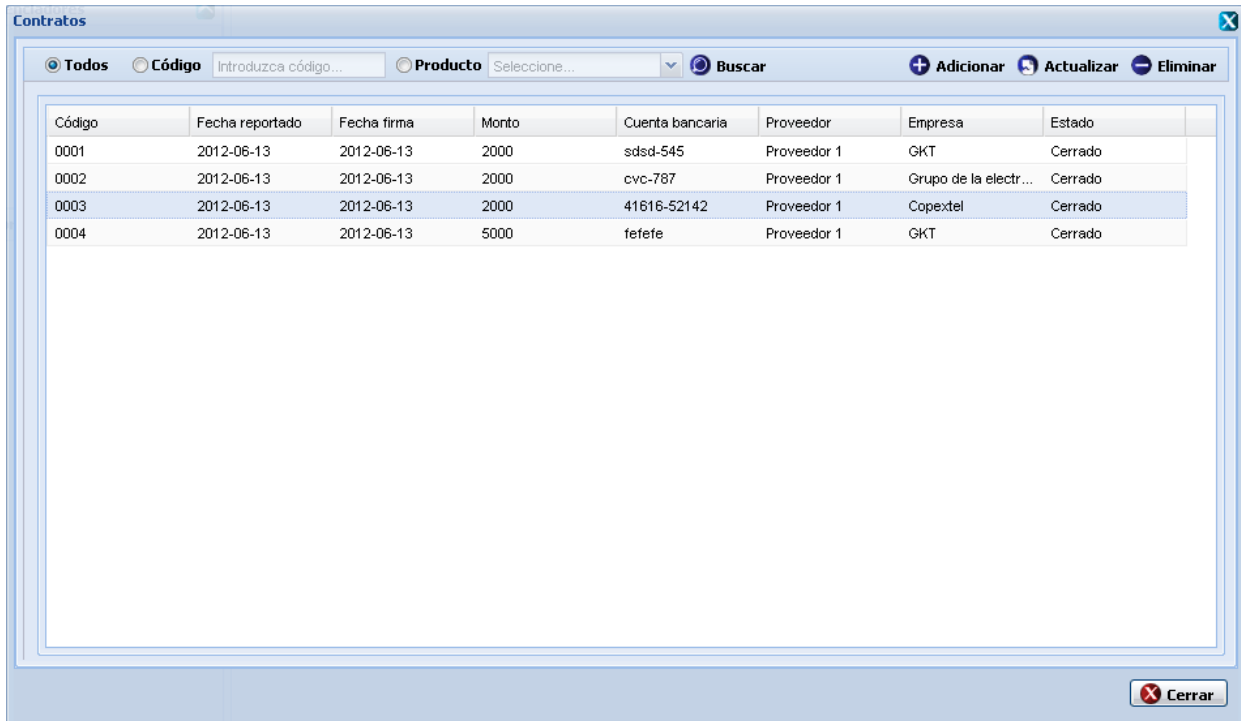 Contratos
Todos Código Introduzca código... Producto Seleccione... Buscar Adicionar Actualizar Eliminar
Código Fecha reportado Fecha firma Monto Cuenta bancaria Proveedor Empresa Estado
0001 2012-06-13 2012-06-13 2000 sdsd-545 Proveedor 1 GKT Cerrado
0002 2012-06-13 2012-06-13 2000 cvc-787 Proveedor 1 Grupo de la electr... Cerrado
0003 2012-06-13 2012-06-13 2000 41616-52142 Proveedor 1 Copextel Cerrado
0004 2012-06-13 2012-06-13 5000 fefefe Proveedor 1 GKT Cerrado
Cerrar